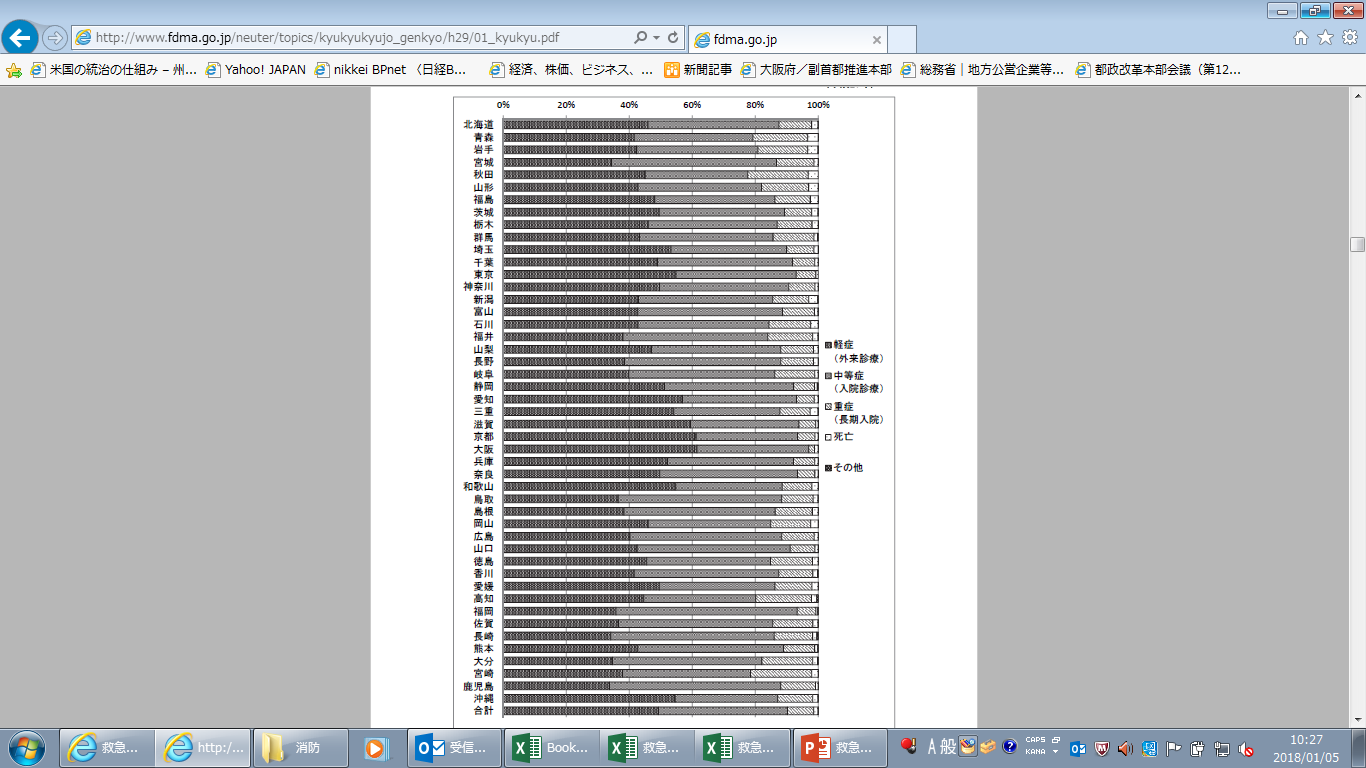 http://www.fdma.go.jp/neuter/topics/kyukyukyujo_genkyo/h29/01_kyukyu.pdf
fdma.go.jp
米国の統治の仕組み – 州...
Yahoo! JAPAN
nikkei BPnet 〈日経B...
経済、株価、ビジネス、...
新聞記事
大阪府／副首都推進本部
総務省｜地方公営企業等...
都政改革本部会議（第12...
0% 20% 40% 60% 80% 100%
北海道
青森
岩手
宮城
秋田
山形
福島
茨城
栃木
群馬
埼玉
千葉
東京
神奈川
新潟
富山
石川
福井
山梨
長野
岐阜
静岡
愛知
三重
滋賀
京都
大阪
兵庫
奈良
和歌山
鳥取
島根
岡山
広島
山口
徳島
香川
愛媛
高知
福岡
佐賀
長崎
熊本
大分
宮崎
鹿児島
沖縄
合計
軽症
（外来診療）
中等症
（入院診療）
重症
（長期入院）
死亡
その他
救急...
http:/...
消防
受信...
Book...
救急...
救急...
救急...
A 般
CAPS
KANA
10:27
2018/01/05